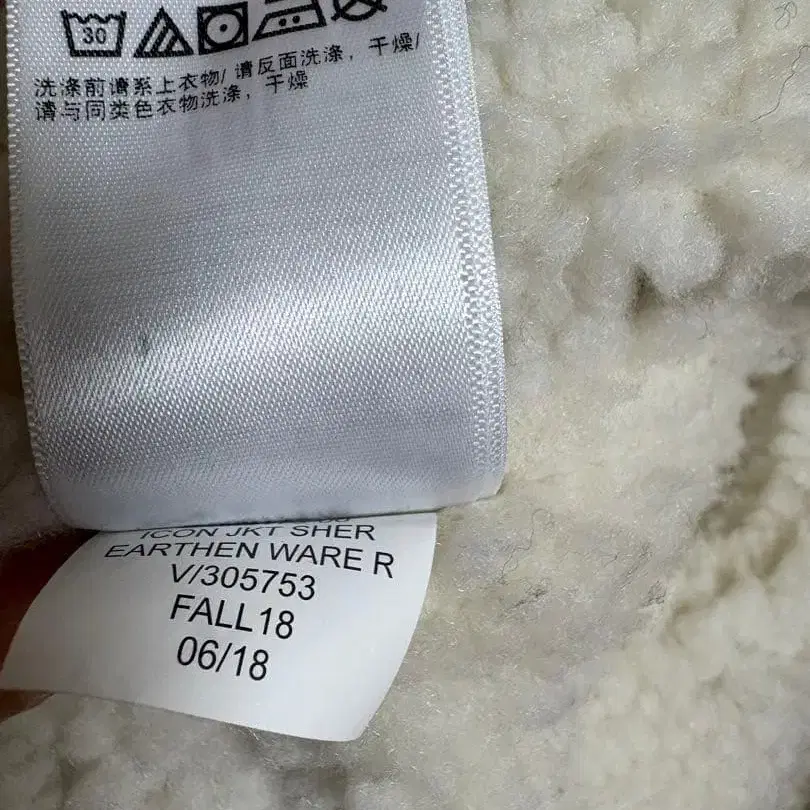 30
洗涤前请系上衣物/ 请反面洗涤，干燥/
请与同类色衣物洗涤，干燥
ICON JKT SHER
EARTHEN WARE R
V/305753
FALL18
06/18